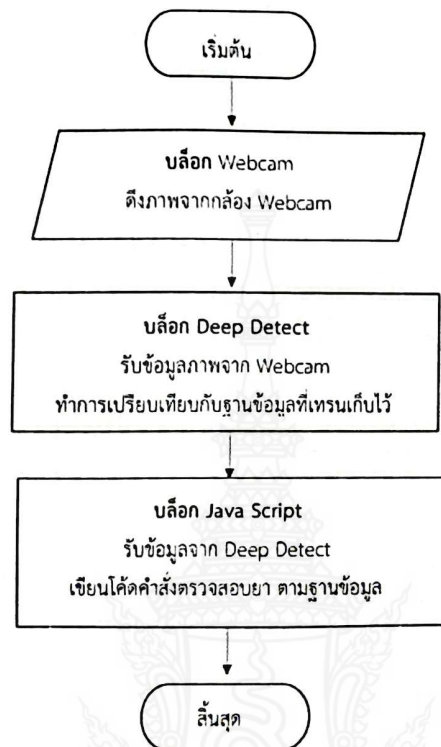 เริ่มต้น
บล็อก Webcam
ดึงภาพจากกล้อง Webcam
บล็อก Deep Detect
รับข้อมูลภาพจาก Webcam
ทำการเปรียบเทียบกับฐานข้อมูลที่เทรนเก็บไว้
บล็อก Java Script
รับข้อมูลจาก Deep Detect
เขียนโค้ดคำสั่งตรวจสอบยา ตามฐานข้อมูล
สิ้นสุด